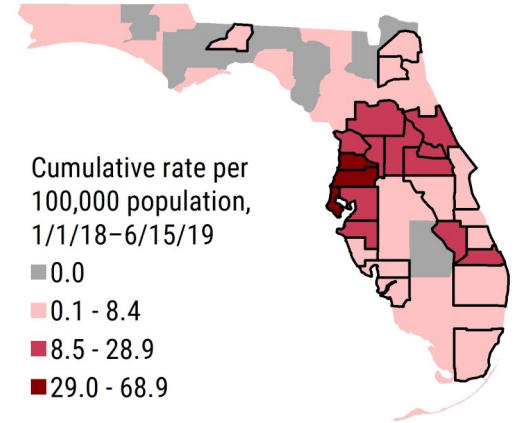 Cumulative rate per
100,000 population,
1/1/18–6/15/19
0.0
0.1 - 8.4
8.5 - 28.9
29.0 - 68.9